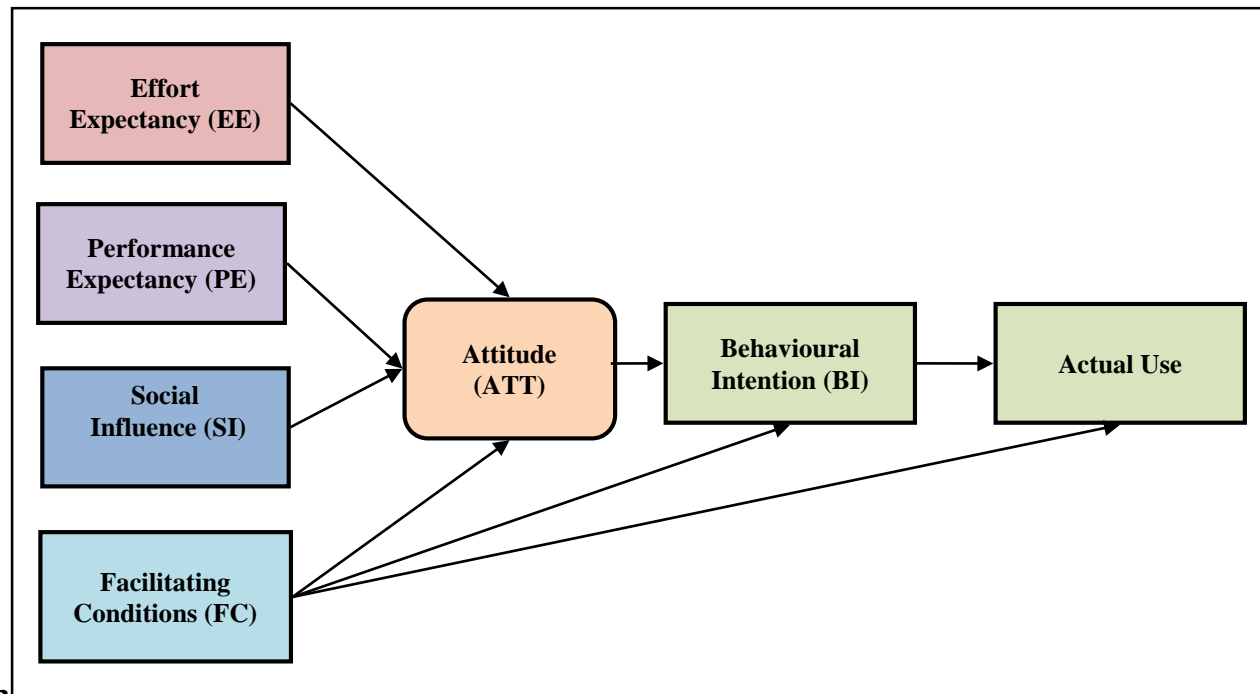 Effort
Expectancy (EE)
Performance
Expectancy (PE)
Social
Influence (SI)
Facilitating
Conditions (FC)
Attitude
(ATT)
Behavioural
Intention (BI)
Actual Use